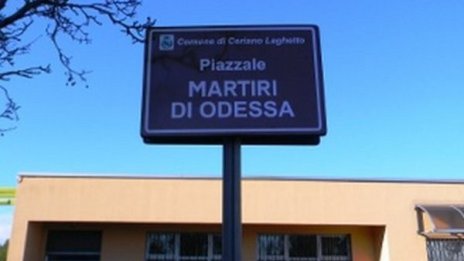 Comune di Ceriano Laghetto
Piazzale
MARTIRI
DI ODESSA